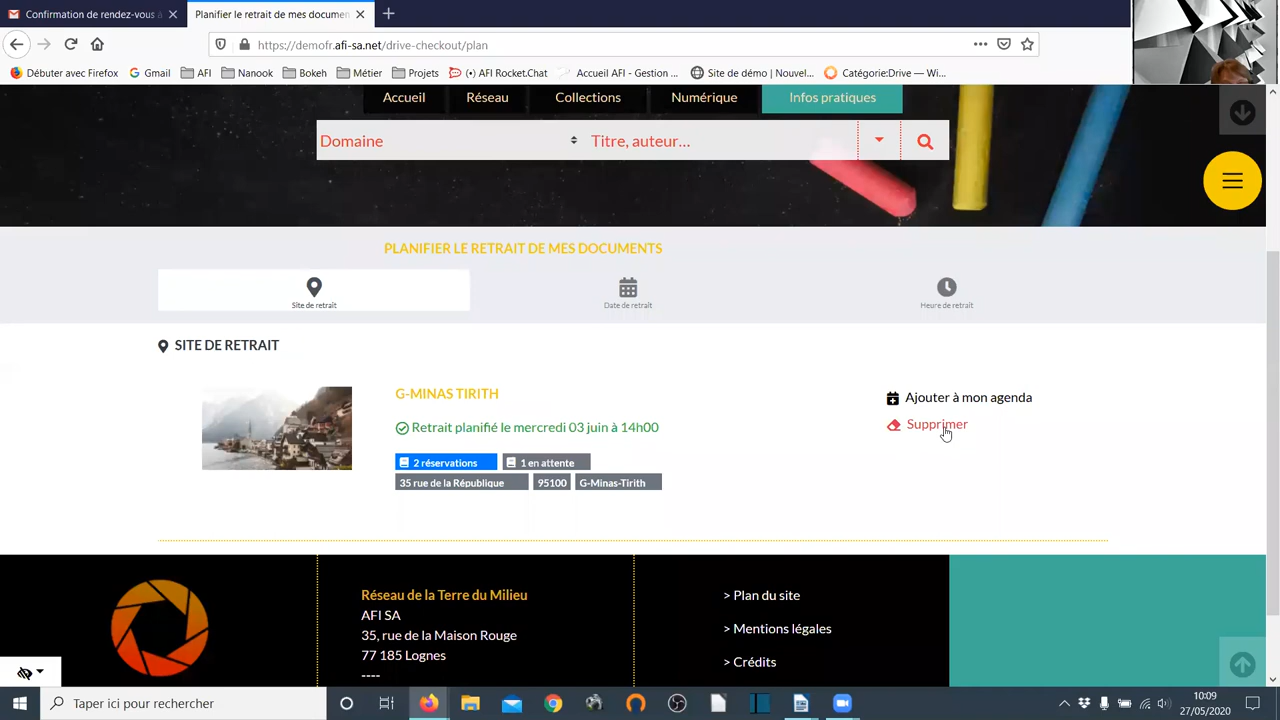 Confirmation de rendez-vous à
Planifier le retrait de mes documen
https://demofr.afi-sa.net/drive-checkout/plan
Débuter avec Firefox
Gmail
AFI
Nanook
Bokeh
Métier
Projets
(•) AFI Rocket.Chat
Accueil AFI - Gestion ...
Site de démo | Nouvel...
Catégorie:Drive — Wi...
Accueil
Réseau
Collections
Numérique
Infos pratiques
Domaine
Titre, auteur...
PLANIFIER LE RETRAIT DE MES DOCUMENTS
Site de retrait
Date de retrait
Heure de retrait
SITE DE RETRAIT
G-MINAS TIRITH
Retrait planifié le mercredi 03 juin à 14h00
2 réservations
1 en attente
35 rue de la République
95100
G-Minas-Tirith
Ajouter à mon agenda
Supprimer
Réseau de la Terre du Milieu
AFI SA
35, rue de la Maison Rouge
77 185 Lognes
----
> Plan du site
> Mentions légales
> Crédits
Taper ici pour rechercher
10:09
27/05/2020